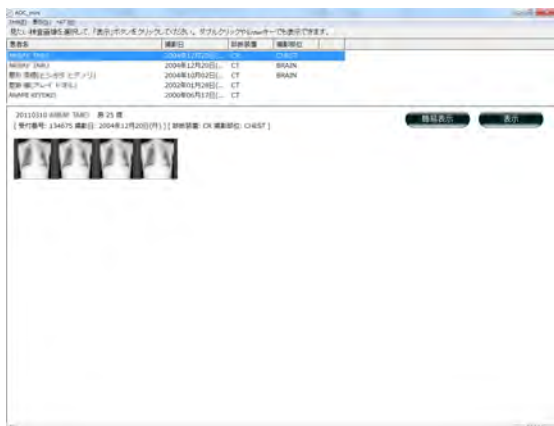 AOC_mini
見たい検査画像を選択して、「表示」ボタンをクリックしてください。ダブルクリックやEnterキーでも表示できます。
患者名 撮影日 診断装置 撮影部位
2004年12月20日(... CR CHEST
2004年12月20日(... CT BRAIN
2004年10月02日(... CT BRAIN
2002年01月28日(... CT
2000年06月17日(... CT
20110310 男 25 歳
[ 受付番号: 134675 撮影日: 2004年12月20日(月) ] [ 診断装置: CR 撮影部位: CHEST ]
簡易表示 表示